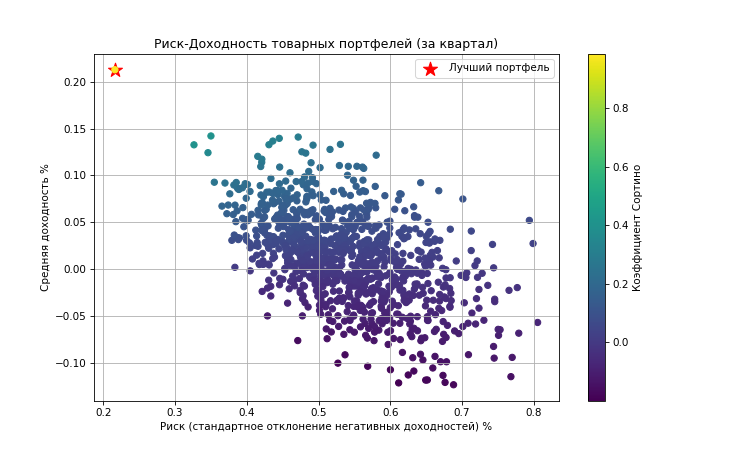 Риск-Доходность товарных портфелей (за квартал)
Лучший портфель
Средняя доходность %
0.20
0.15
0.10
0.05
0.00
−0.05
−0.10
0.2 0.3 0.4 0.5 0.6 0.7 0.8
Риск (стандартное отклонение негативных доходностей) %
0.8
0.6
0.4
0.2
0.0
Коэффициент Сортино